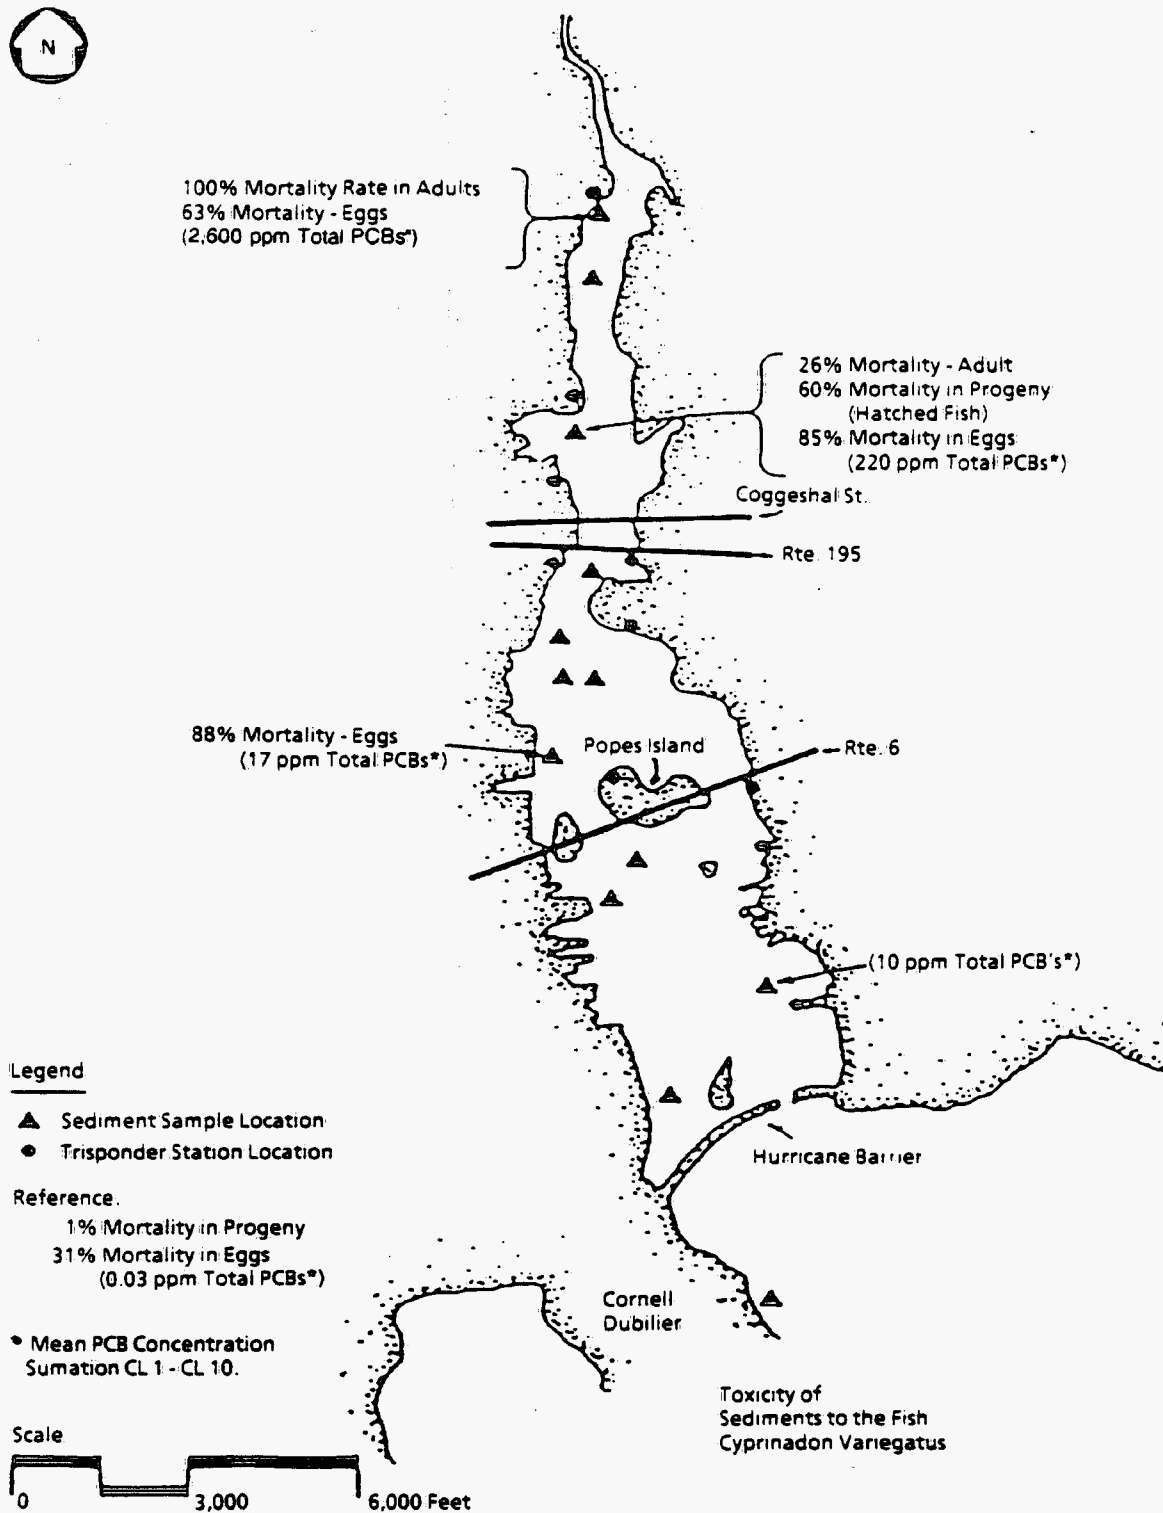 N
100% Mortality Rate in Adults
63% Mortality - Eggs
(2,600 ppm Total PCBs*)
26% Mortality - Adult
60% Mortality in Progeny
(Hatched Fish)
85% Mortality in Eggs
(220 ppm Total PCBs*)
Coggeshal St.
Rte. 195
88% Mortality - Eggs
(17 ppm Total PCBs*)
Popes Island
Rte. 6
(10 ppm Total PCB's*)
Hurricane Barrier
Legend
Sediment Sample Location
Trisponder Station Location
Reference.
1% Mortality in Progeny
31% Mortality in Eggs
(0.03 ppm Total PCBs*)
* Mean PCB Concentration
Sumation CL 1 - CL 10.
Cornell
Dubilier
Toxicity of
Sediments to the Fish
Cyprinadon Variegatus
Scale
0 3,000 6,000 Feet